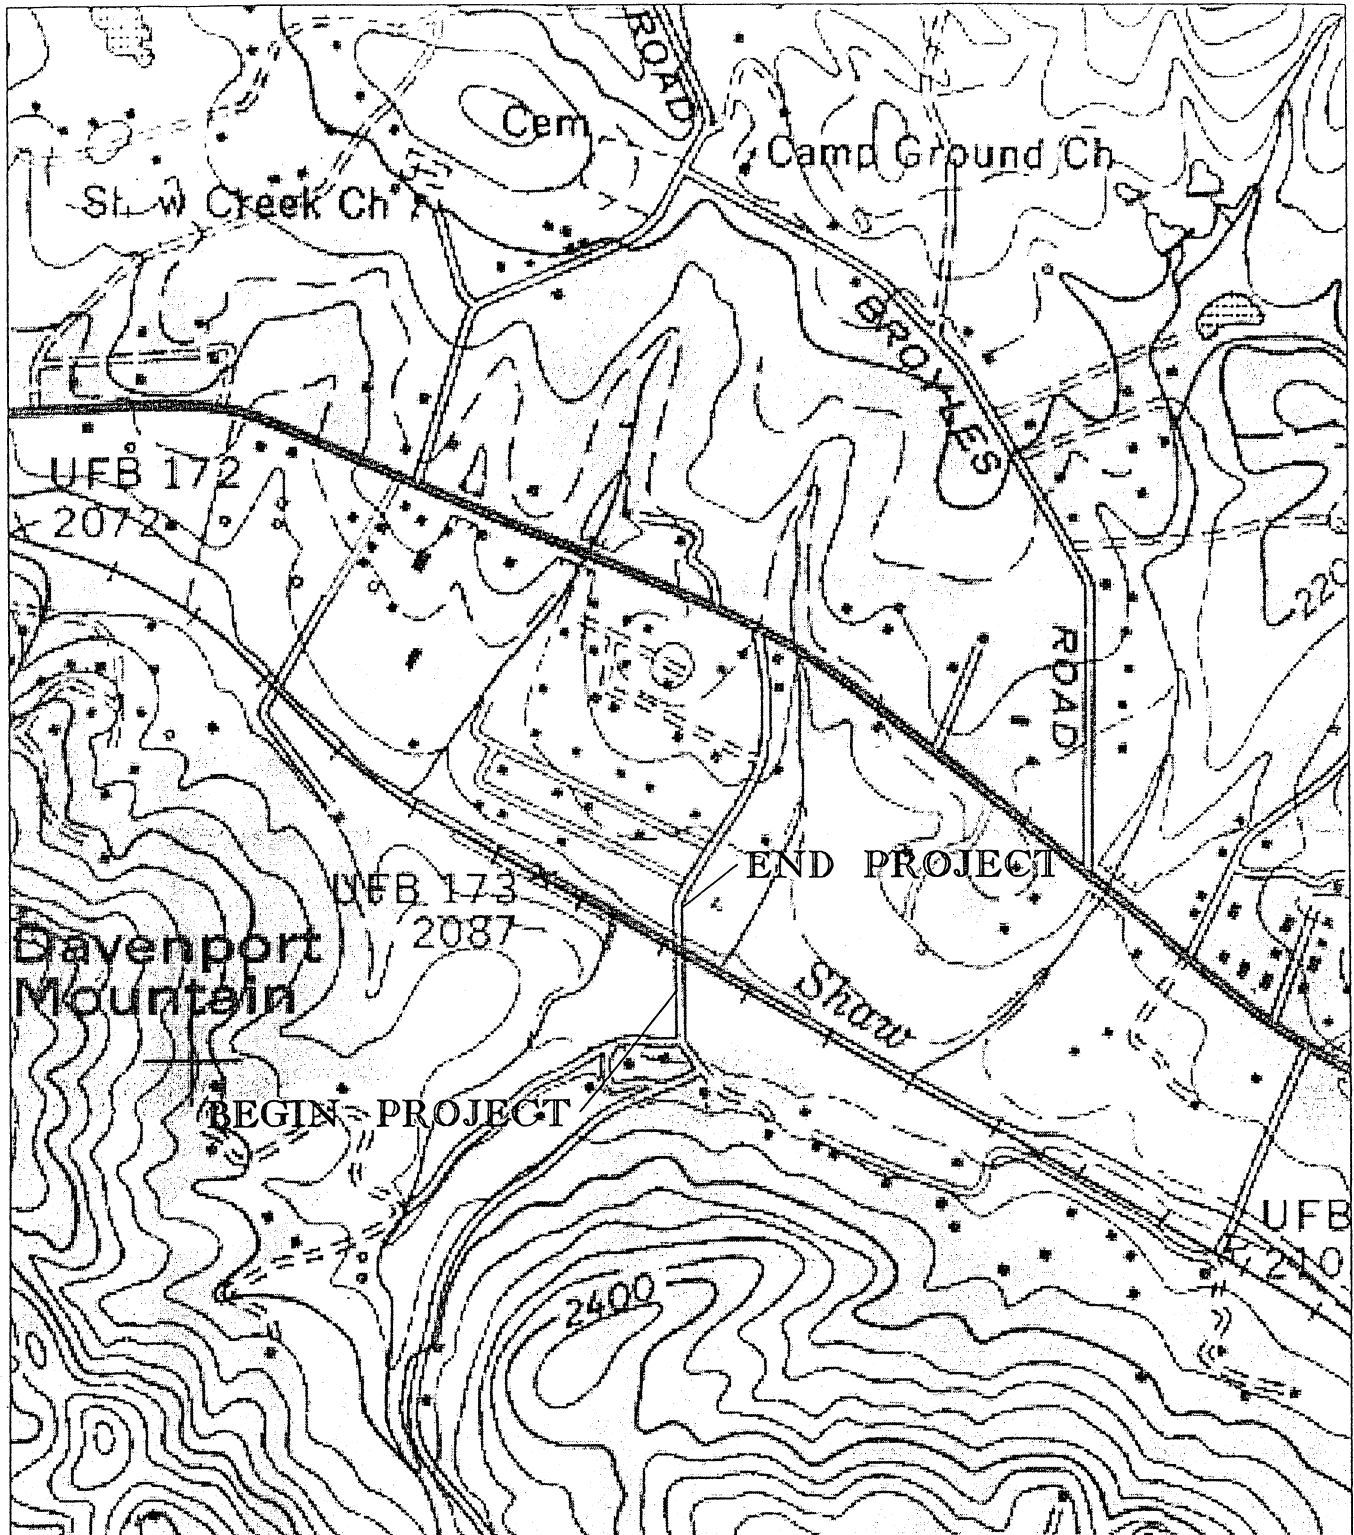 ROAD
Cem
Camp Ground Ch
Creek Ch
BROYLES
UFB 172
2072
220
ROAD
END PROJECT
UFB 173
2087
Davenport
Mountain
Shaw
BEGIN PROJECT
UFB
210
2400